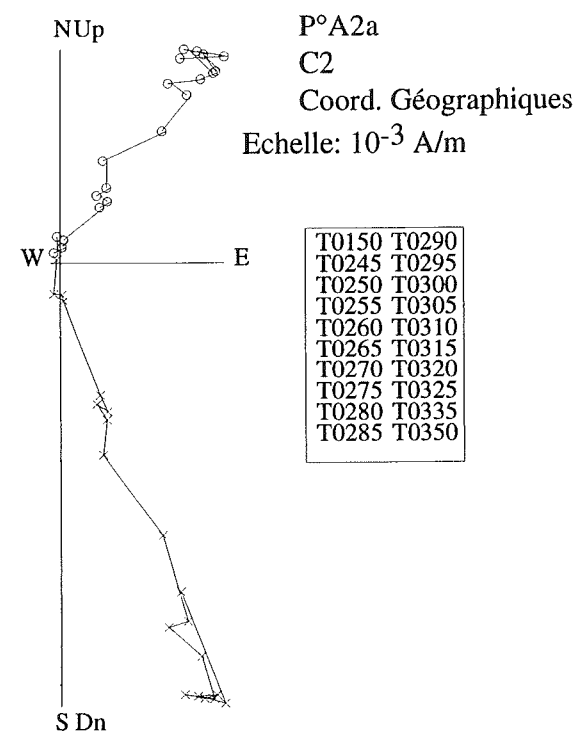 NUp
P°A2a
C2
Coord. Géographiques
Echelle: 10-3 A/m
W E
T0150 T0290
T0245 T0295
T0250 T0300
T0255 T0305
T0260 T0310
T0265 T0315
T0270 T0320
T0275 T0325
T0280 T0335
T0285 T0350
S Dn